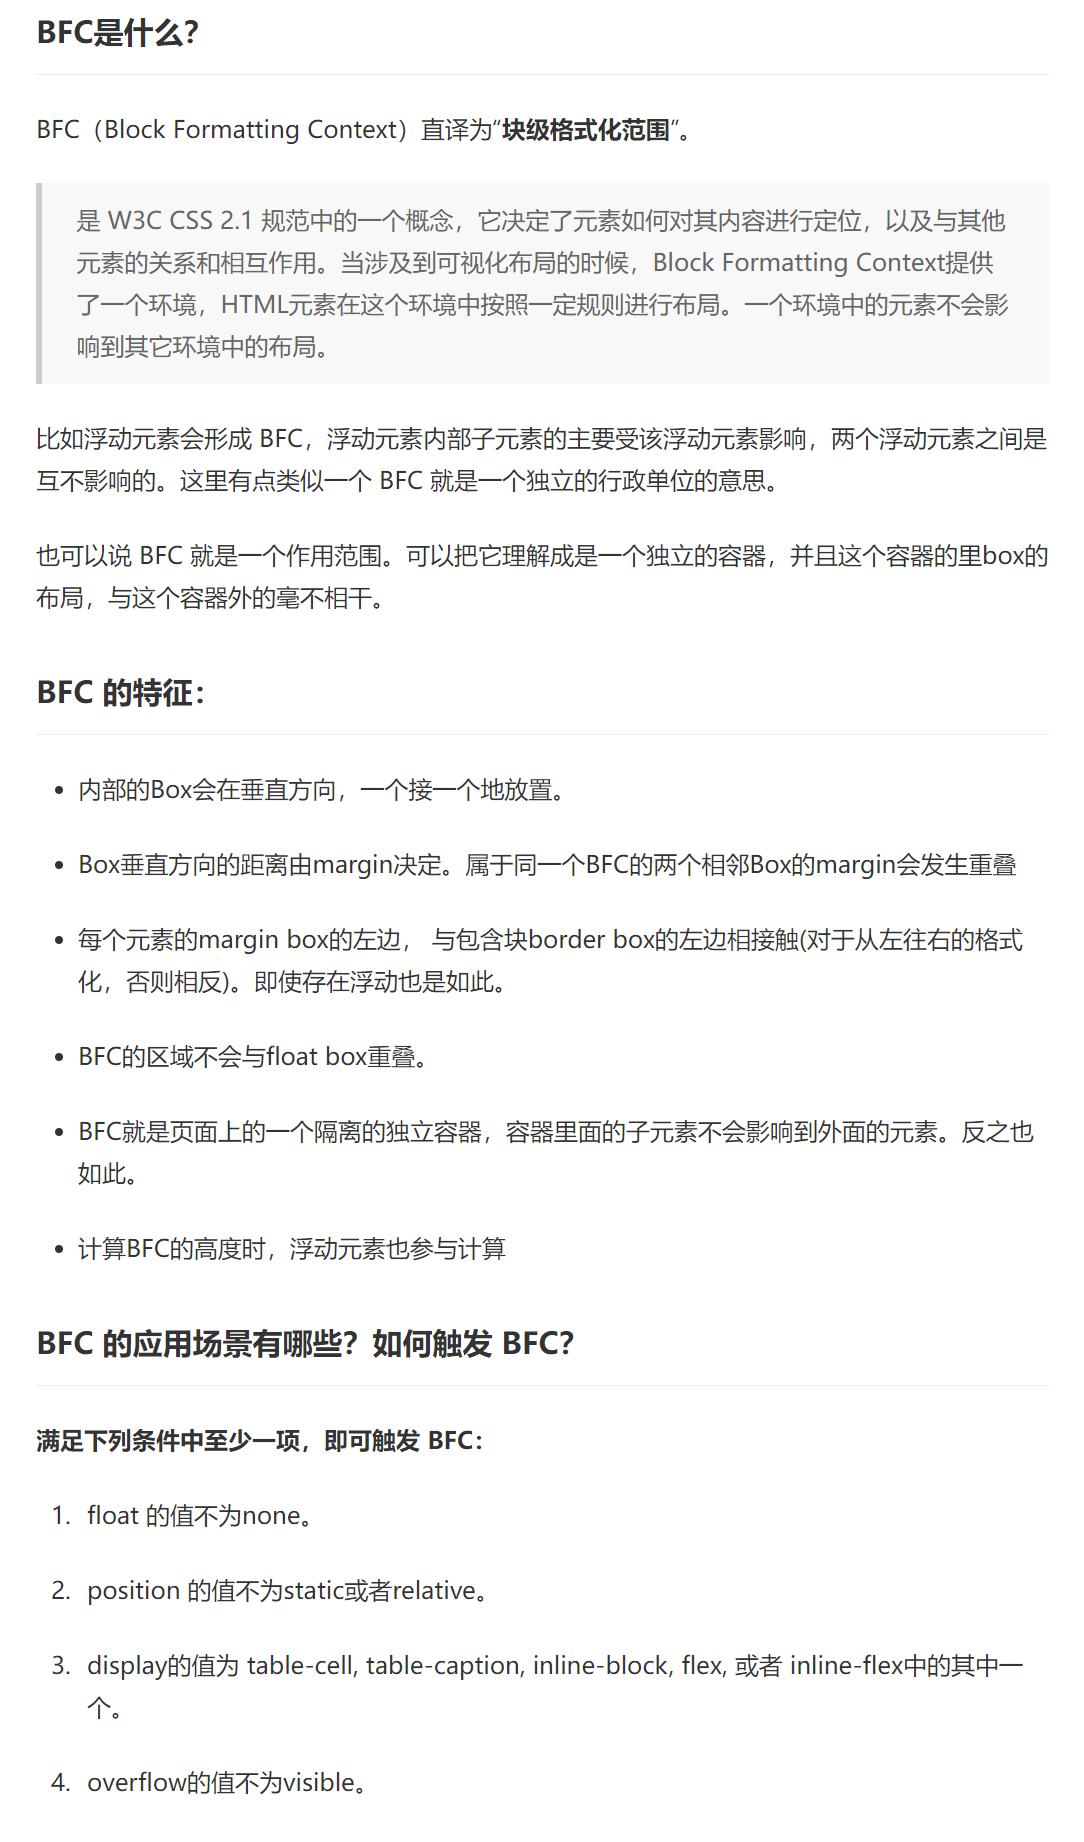 BFC是什么？
BFC（Block Formatting Context）直译为“块级格式化范围”。
是 W3C CSS 2.1 规范中的一个概念，它决定了元素如何对其内容进行定位，以及与其他
元素的关系和相互作用。当涉及到可视化布局的时候，Block Formatting Context提供
了一个环境，HTML元素在这个环境中按照一定规则进行布局。一个环境中的元素不会影
响到其它环境中的布局。
比如浮动元素会形成 BFC，浮动元素内部子元素的主要受该浮动元素影响，两个浮动元素之间是
互不影响的。这里有点类似一个 BFC 就是一个独立的行政单位的意思。
也可以说 BFC 就是一个作用范围。可以把它理解成是一个独立的容器，并且这个容器的里box的
布局，与这个容器外的毫不相干。
BFC 的特征：
• 内部的Box会在垂直方向，一个接一个地放置。
• Box垂直方向的距离由margin决定。属于同一个BFC的两个相邻Box的margin会发生重叠
• 每个元素的margin box的左边， 与包含块border box的左边相接触(对于从左往右的格式
化，否则相反)。即使存在浮动也是如此。
• BFC的区域不会与float box重叠。
• BFC就是页面上的一个隔离的独立容器，容器里面的子元素不会影响到外面的元素。反之也
如此。
• 计算BFC的高度时，浮动元素也参与计算
BFC 的应用场景有哪些？如何触发 BFC？
满足下列条件中至少一项，即可触发 BFC：
1. float 的值不为none。
2. position 的值不为static或者relative。
3. display的值为 table-cell, table-caption, inline-block, flex, 或者 inline-flex中的其中一
个。
4. overflow的值不为visible。